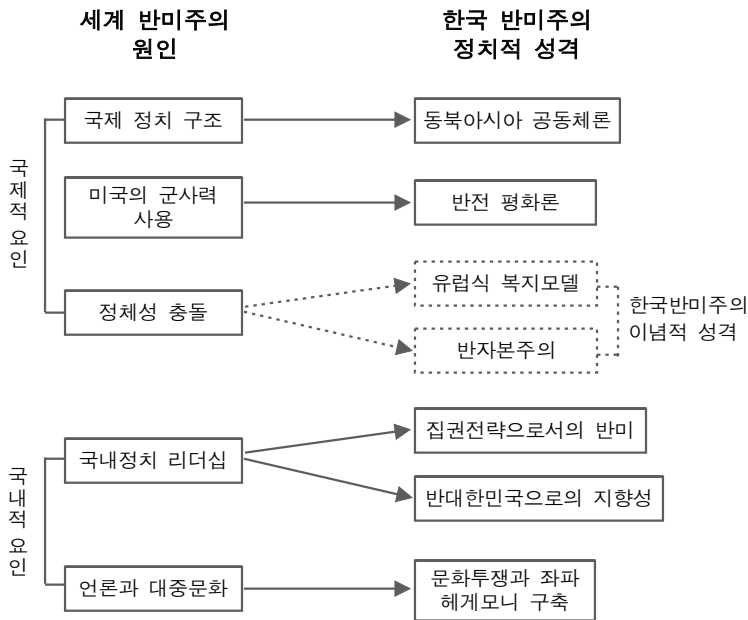 세계 반미주의
원인
한국 반미주의
정치적 성격
국제적 요인
국제 정치 구조
동북아시아 공동체론
미국의 군사력
사용
반전 평화론
정체성 충돌
유럽식 복지모델
반자본주의
한국반미주의
이념적 성격
국내적 요인
국내정치 리더십
집권전략으로서의 반미
반대한민국으로의 지향성
언론과 대중문화
문화투쟁과 좌파
헤게모니 구축